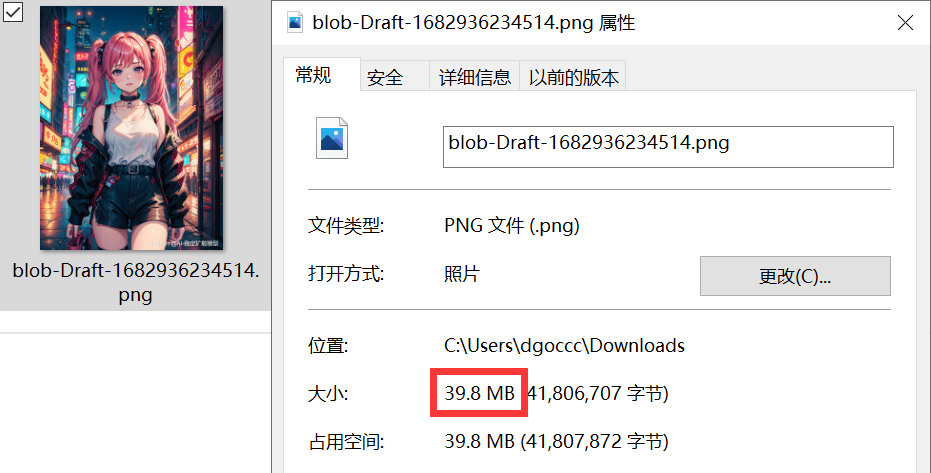 blob-Draft-1682936234514.
png
blob-Draft-1682936234514.png 属性
常规
安全
详细信息
以前的版本
blob-Draft-1682936234514.png
文件类型:
PNG 文件 (.png)
打开方式:
照片
更改(C)...
位置:
C:\Users\dgoccc\Downloads
大小:
39.8 MB (41,806,707 字节)
占用空间:
39.8 MB (41,807,872 字节)